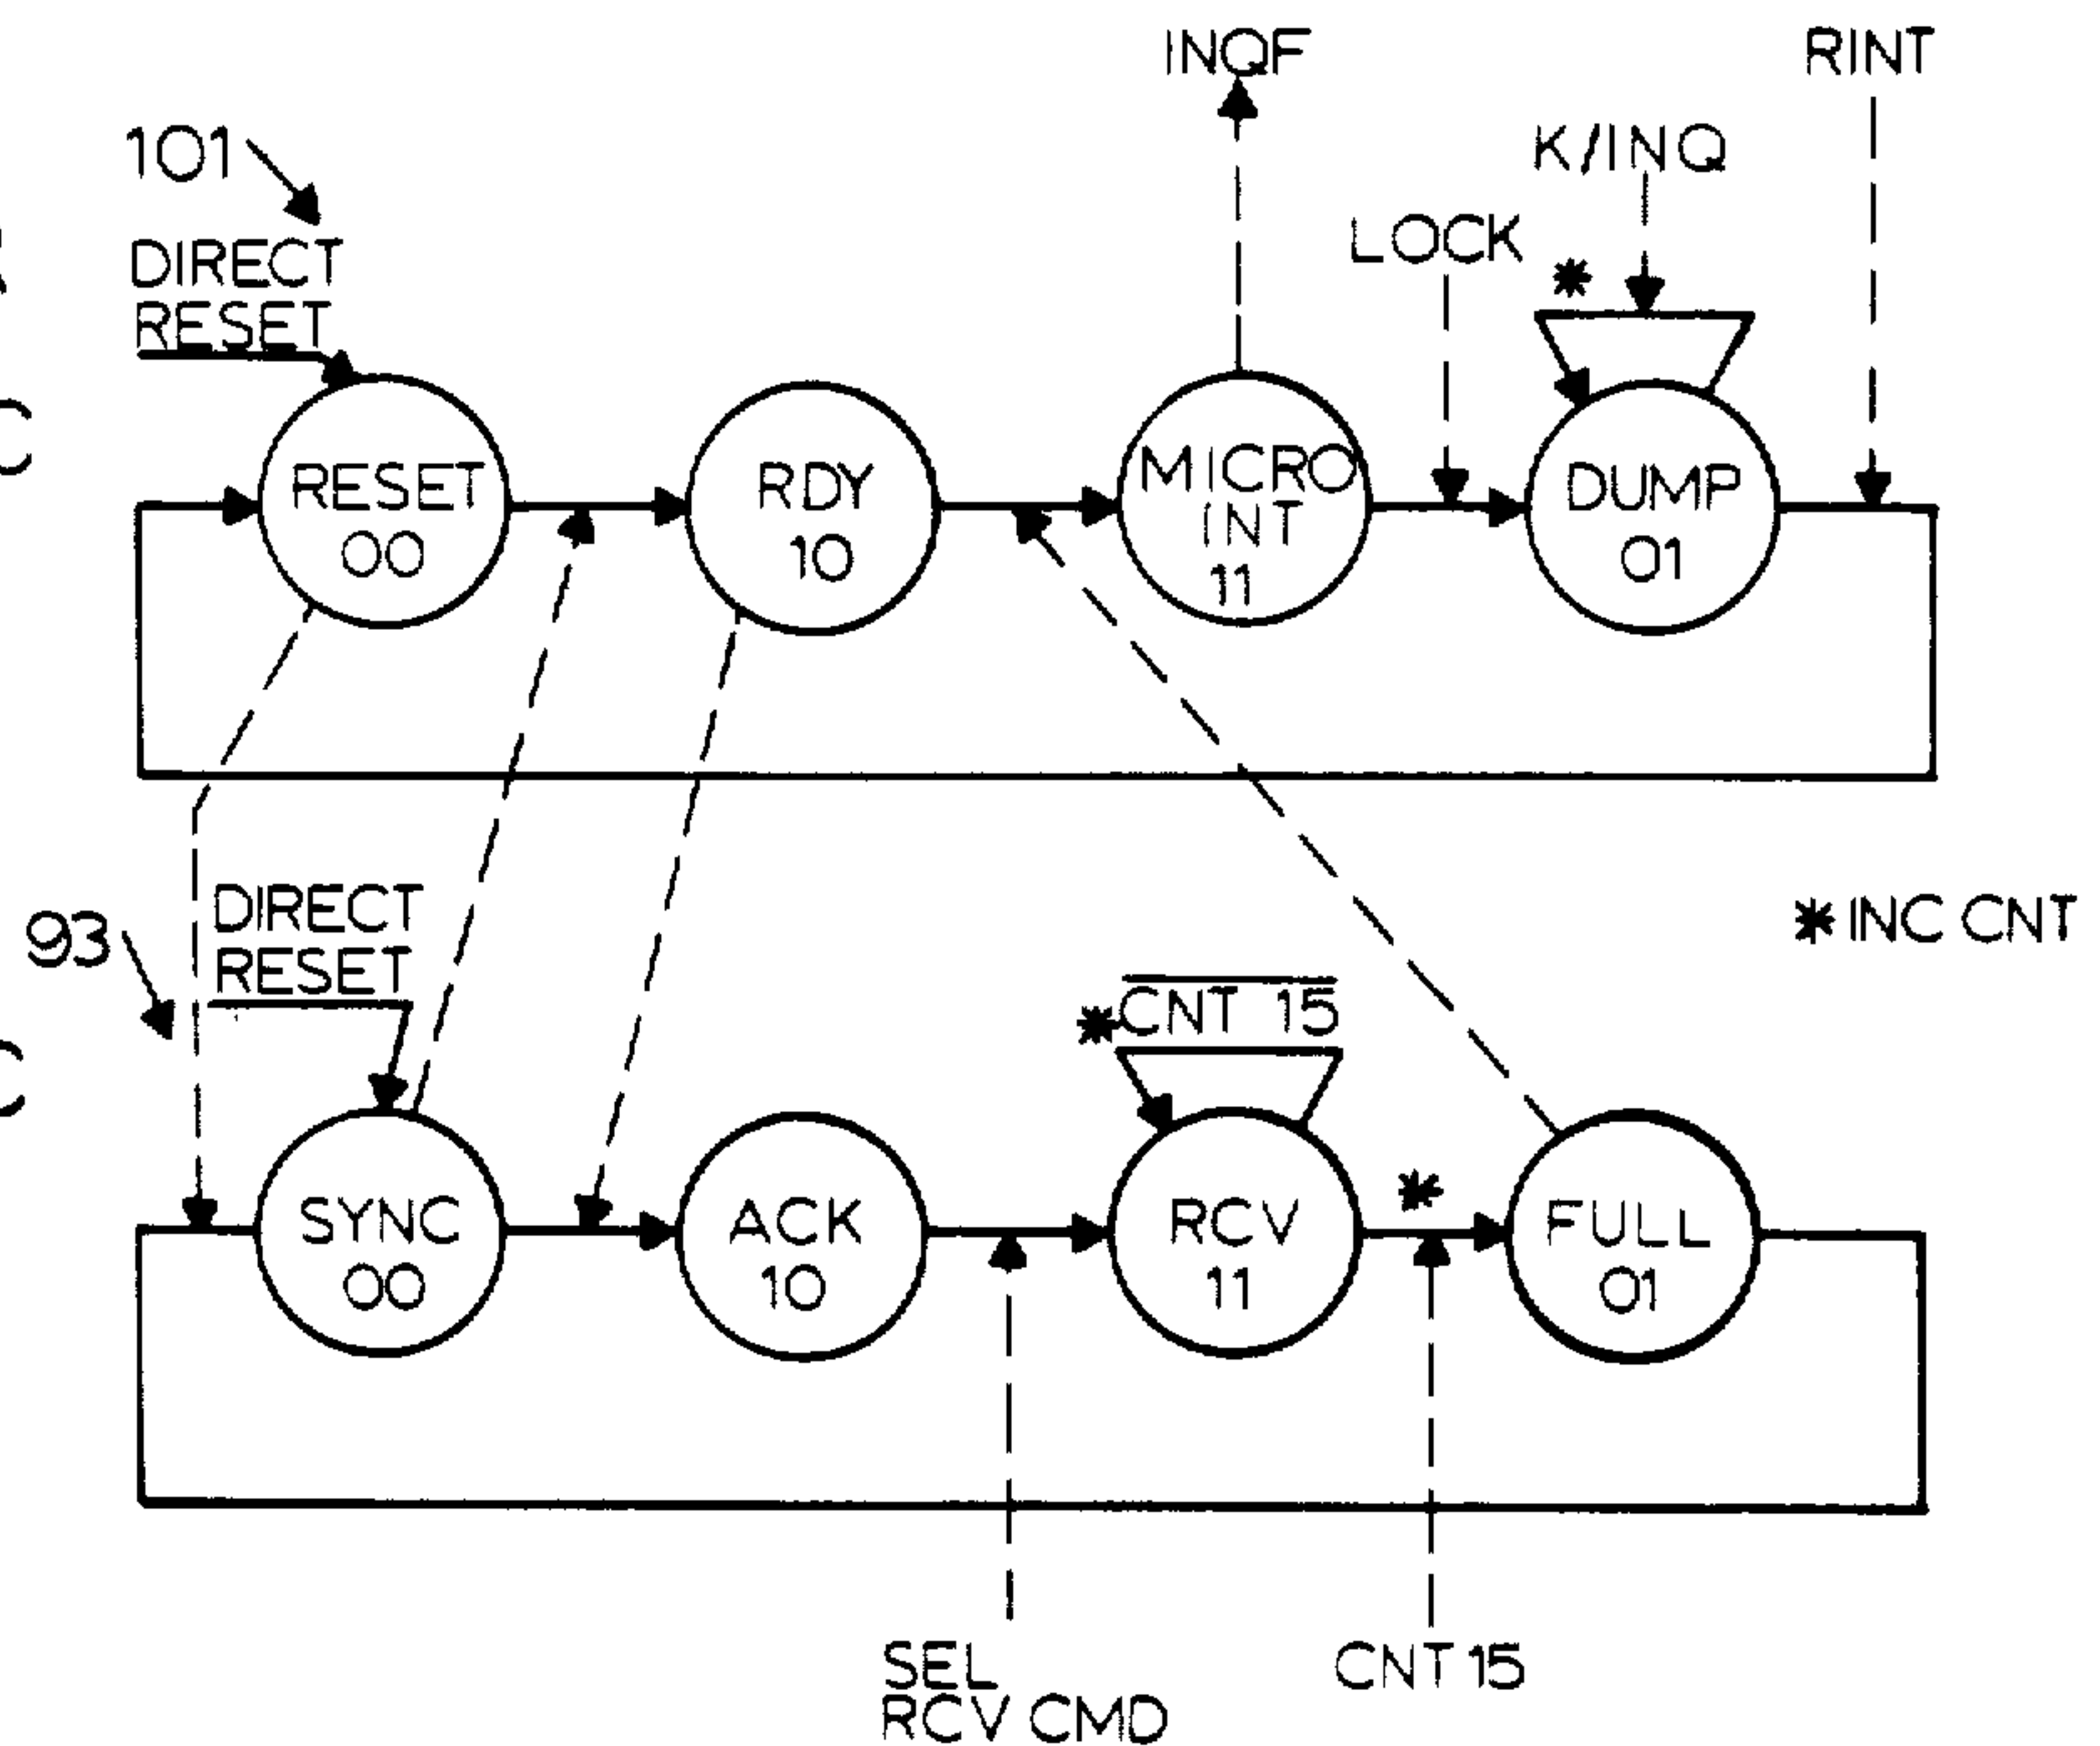 INQF
RINT
101
K/INQ
DIRECT
RESET
LOCK
*
RESET
00
RDY
10
MICRO
INT
11
DUMP
01
C
93
DIRECT
RESET
* INC CNT
*CNT 15
C
*
SYNC
00
ACK
10
RCV
11
FULL
01
SEL
RCV CMD
CNT 15